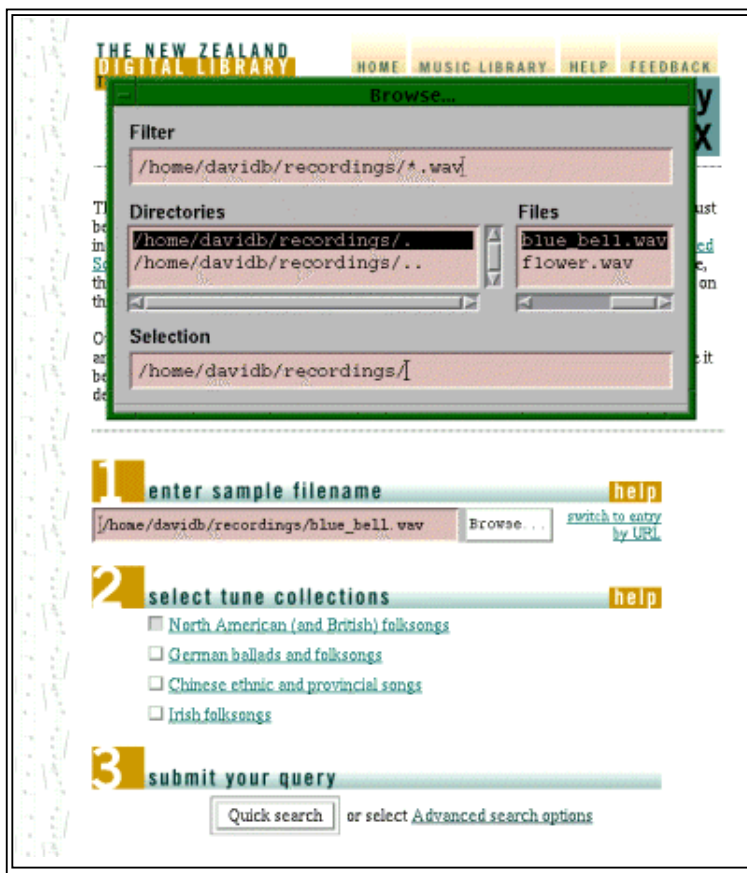 THE NEW ZEALAND
DIGITAL LIBRARY
HOME MUSIC LIBRARY HELP FEEDBACK
Browse...
y
X
Filter
/home/davidb/recordings/*.wav
Directories
Files
/home/davidb/recordings/.
/home/davidb/recordings/..
blue_bell.wav
flower.wav
Selection
/home/davidb/recordings/
1 enter sample filename help
/home/davidb/recordings/blue_bell.wav Browse... switch to entry
by URL
2 select tune collections help
North American (and British) folksongs
German ballads and folksongs
Chinese ethnic and provincial songs
Irish folksongs
3 submit your query
Quick search or select Advanced search options